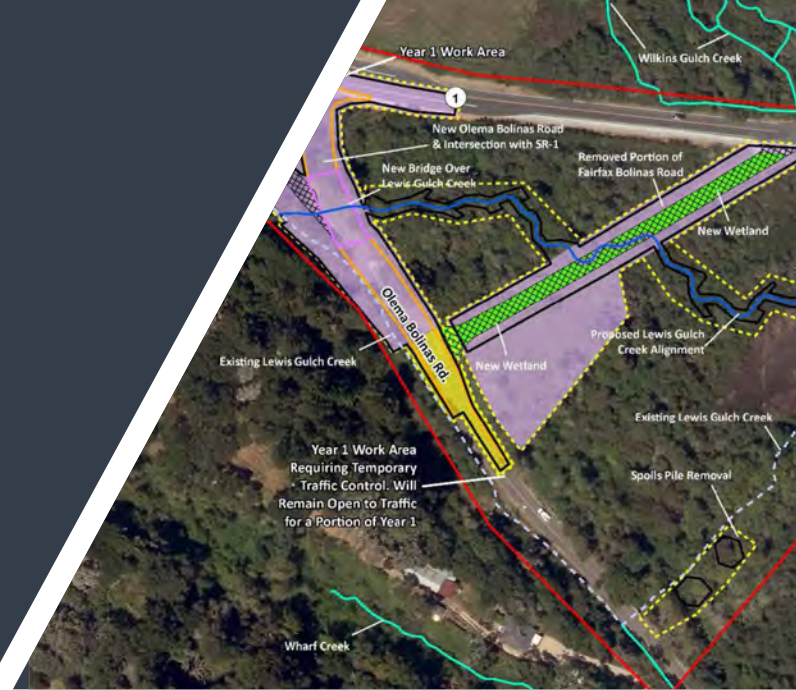 Year 1 Work Area
Wilkins Gulch Creek
1
New Olema Bolinas Road
& Intersection with SR-1
Removed Portion of
Fairfax Bolinas Road
New Bridge Over
Lewis Gulch Creek
New Wetland
Olema Bolinas Rd.
Proposed Lewis Gulch
Creek Alignment
Existing Lewis Gulch Creek
New Wetland
Existing Lewis Gulch Creek
Year 1 Work Area
Requiring Temporary
Traffic Control. Will
Remain Open to Traffic
for a Portion of Year 1
Spoils Pile Removal
Wharf Creek